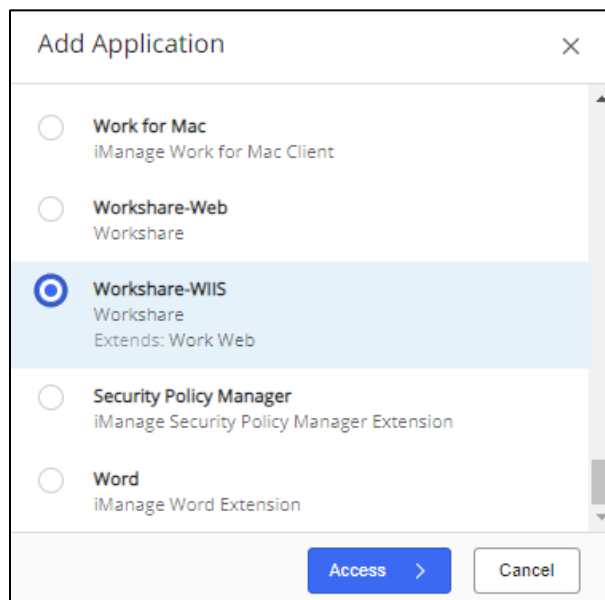 Add Application
Work for Mac
iManage Work for Mac Client
Workshare-Web
Workshare
Workshare-WIIS
Workshare
Extends: Work Web
Security Policy Manager
iManage Security Policy Manager Extension
Word
iManage Word Extension
Access
Cancel